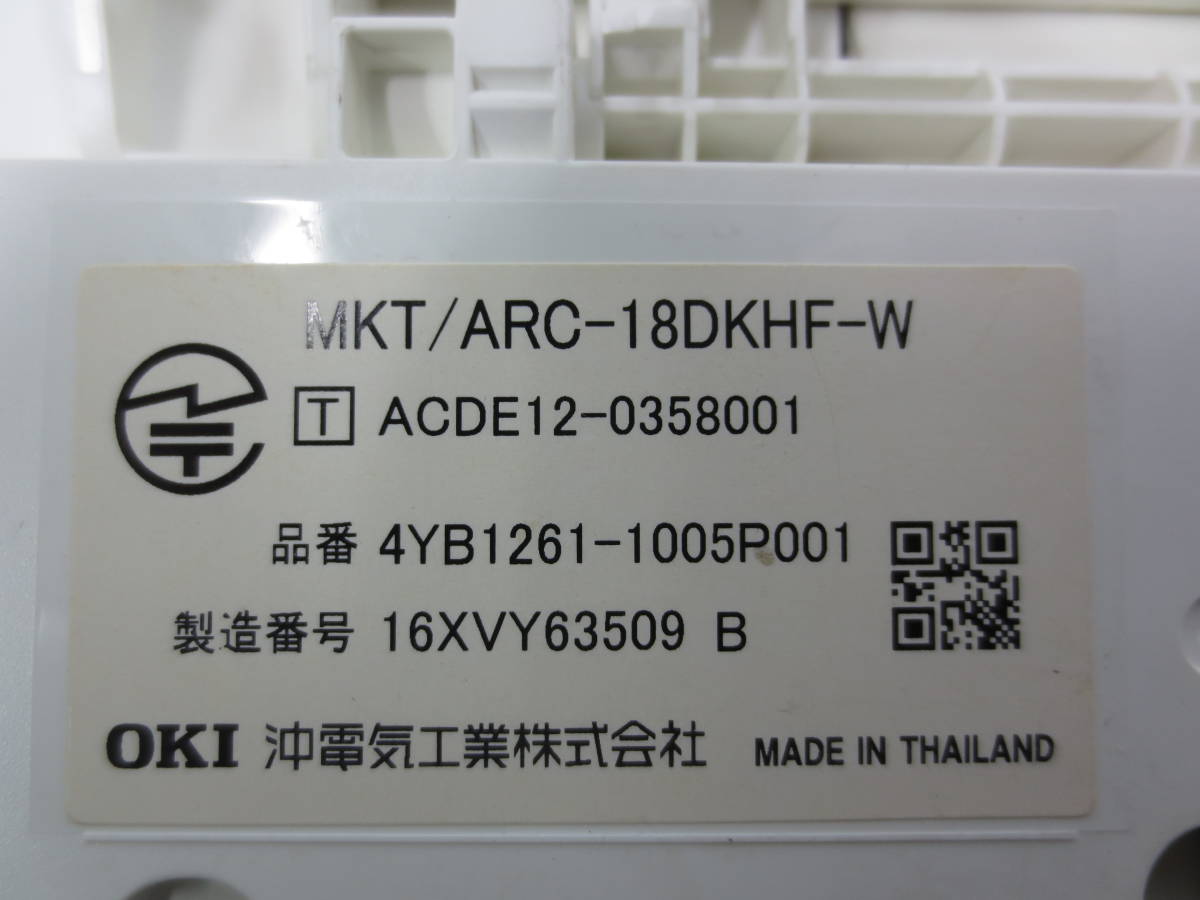 MKT/ARC-18DKHF-W
T ACDE12-0358001
品番 4YB1261-1005P001
製造番号 16XVY63509 B
OKI 沖電気工業株式会社 MADE IN THAILAND